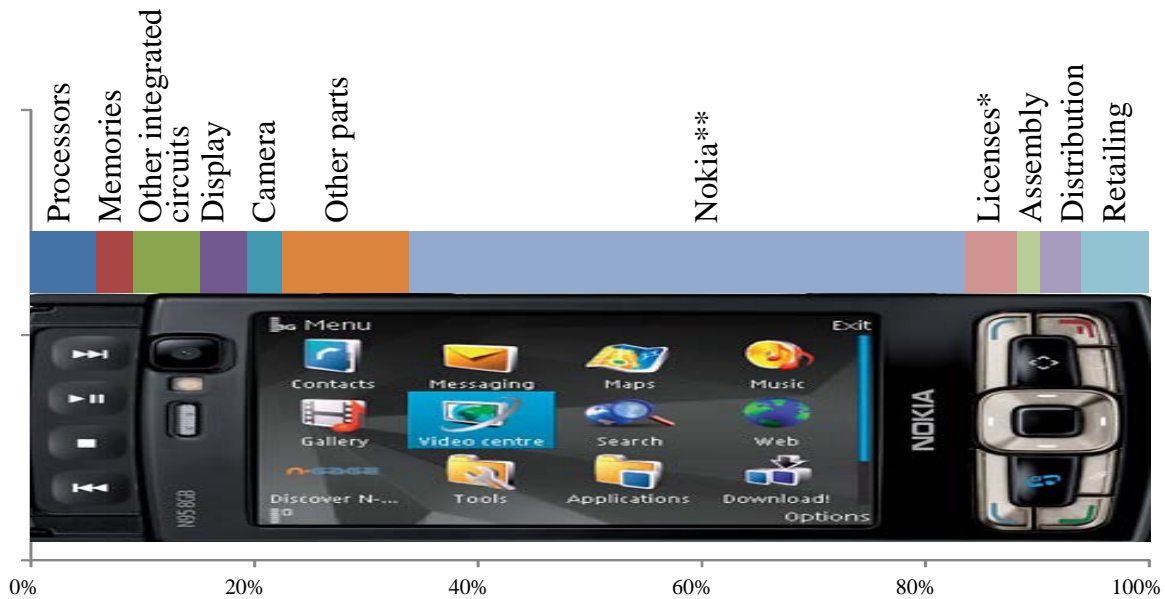 Processors
Memories
Other integrated
circuits
Display
Camera
Other parts
Nokia**
Licenses*
Assembly
Distribution
Retailing
3G Menu
Exit
Contacts
Messaging
Maps
Music
Gallery
Video centre
Search
Web
Discover N-...
Tools
Applications
Download!
Options
n-gage
N95 8GB
NOKIA
0%
20%
40%
60%
80%
100%